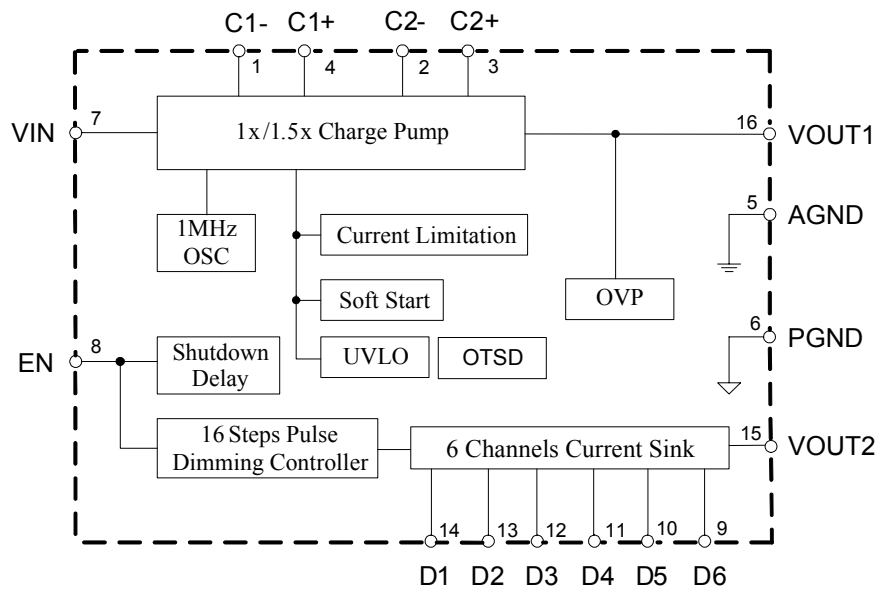 C1- C1+ C2- C2+
1 4 2 3
VIN 7
1x/1.5x Charge Pump
16 VOUT1
5 AGND
1MHz
OSC
Current Limitation
Soft Start
OVP
6 PGND
EN 8
Shutdown
Delay
UVLO
OTSD
16 Steps Pulse
Dimming Controller
6 Channels Current Sink
15 VOUT2
14 13 12 11 10 9
D1 D2 D3 D4 D5 D6